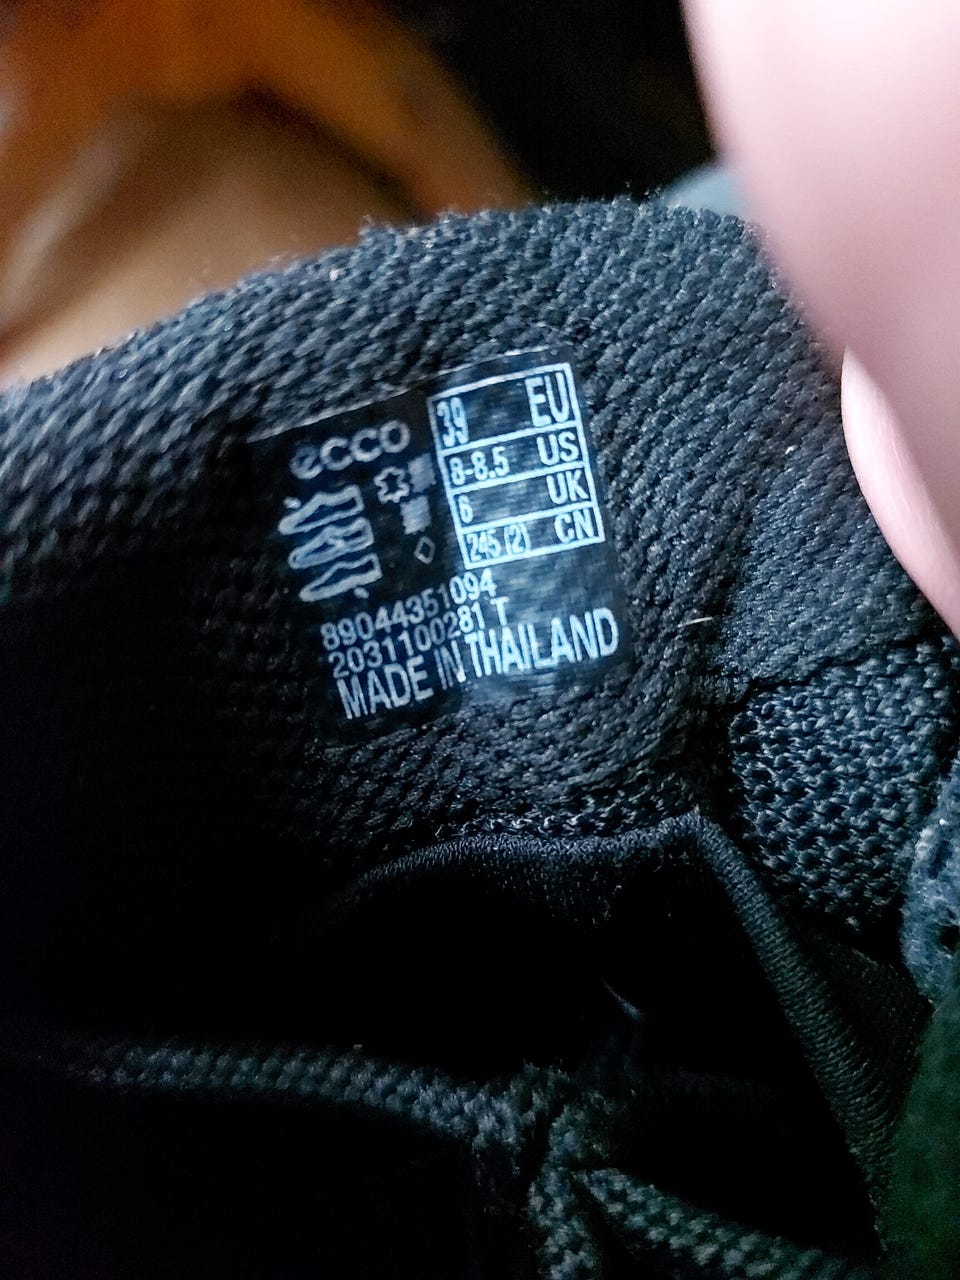 ecco
39 EU
8-8.5 US
6 UK
245 (2) CN
89044351094
2031100281 T
MADE IN THAILAND